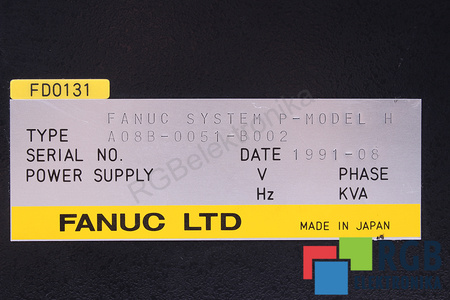 FD0131
FANUC SYSTEM P-MODEL H
TYPE A08B-0051-B002
SERIAL NO. DATE 1991-08
POWER SUPPLY V PHASE
Hz KVA
FANUC LTD MADE IN JAPAN
RGBelektronika
RGB